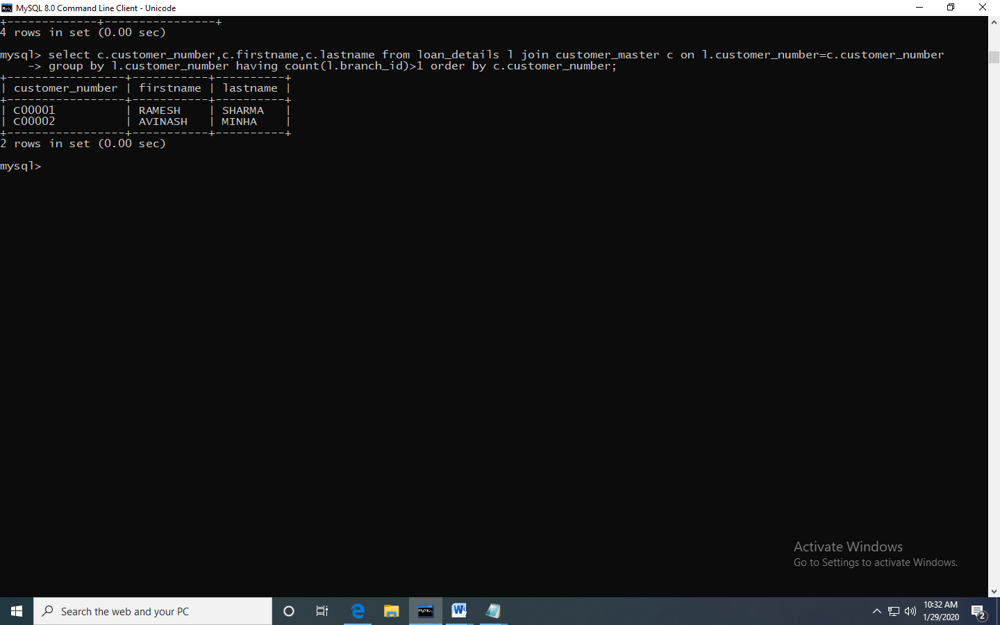 MySQL 8.0 Command Line Client - Unicode
+-------------+----------------+
4 rows in set (0.00 sec)
mysql> select c.customer_number,c.firstname,c.lastname from loan_details l join customer_master c on l.customer_number=c.customer_number
    -> group by l.customer_number having count(l.branch_id)>1 order by c.customer_number;
+-----------------+-----------+----------+
| customer_number | firstname | lastname |
+-----------------+-----------+----------+
| C00001          | RAMESH    | SHARMA   |
| C00002          | AVINASH   | MINHA    |
+-----------------+-----------+----------+
2 rows in set (0.00 sec)
mysql>
Activate Windows
Go to Settings to activate Windows.
Search the web and your PC
10:32 AM
1/29/2020
2